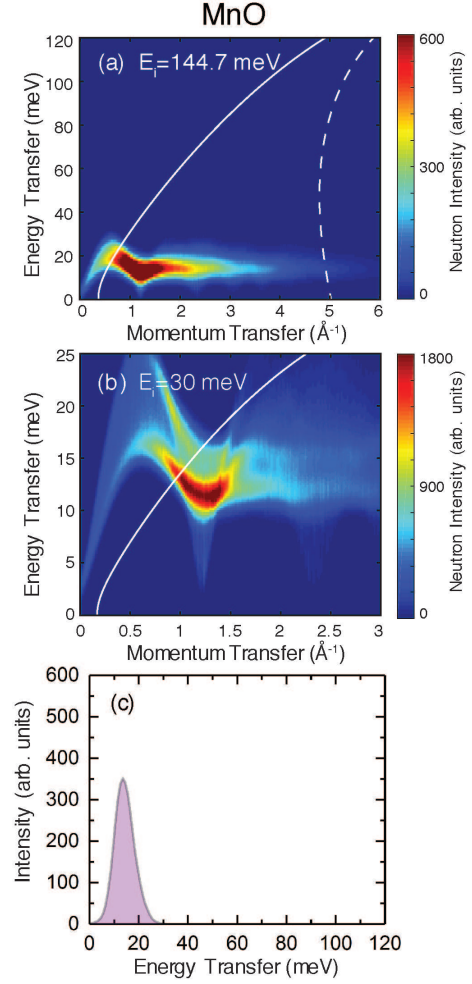 MnO
(a) E_i=144.7 meV
120
100
80
60
40
20
0
Energy Transfer
(meV)
0 1 2 3 4 5 6
Momentum Transfer (Å⁻¹)
600
300
0
Neutron Intensity (arb. units)
(b) E_i=30 meV
25
20
15
10
5
0
Energy Transfer (meV)
0 0.5 1 1.5 2 2.5 3
Momentum Transfer (Å⁻¹)
1800
900
0
Neutron Intensity (arb. units)
(c)
600
500
400
300
200
100
0
Intensity (arb. units)
0 20 40 60 80 100 120
Energy Transfer (meV)